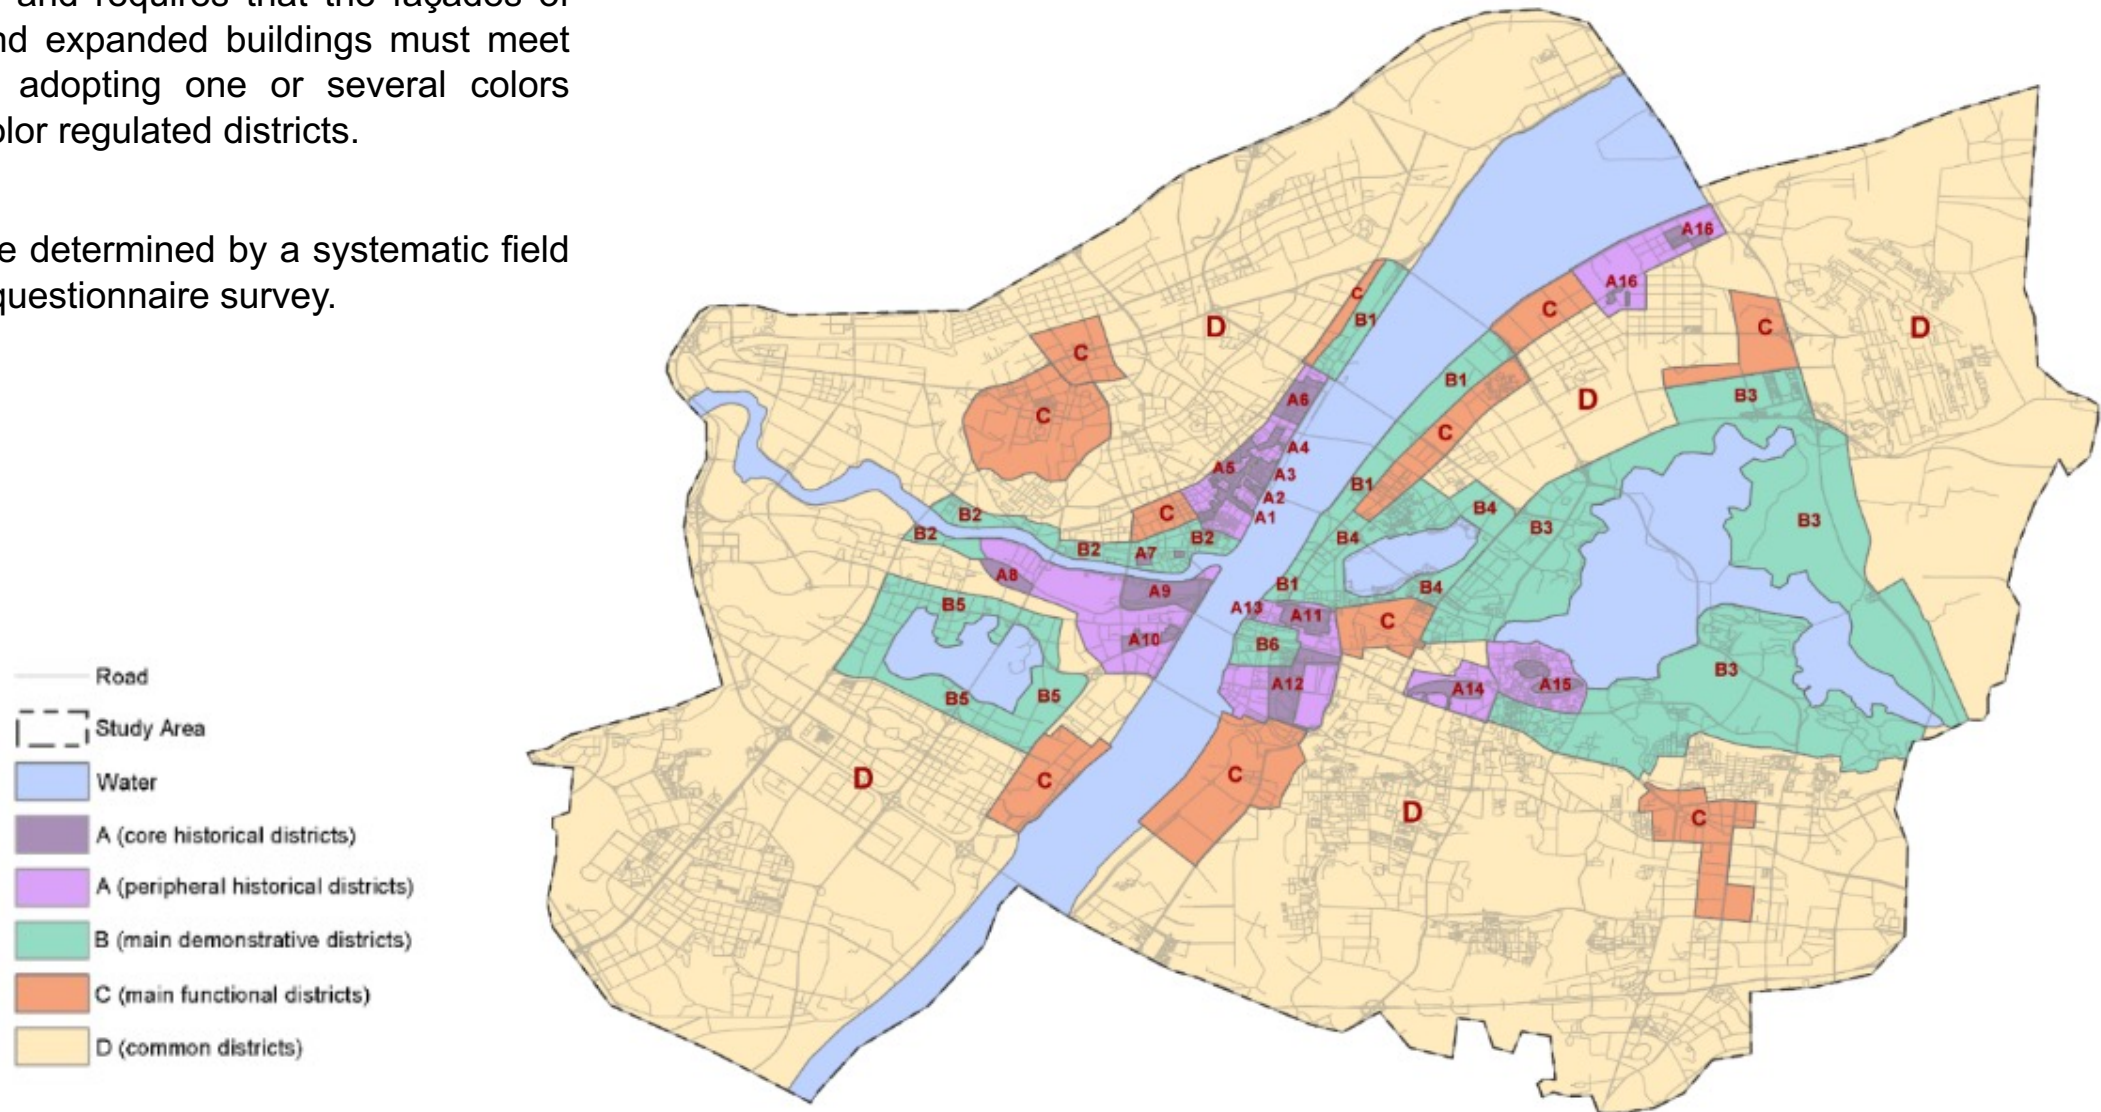 and requires that the façades of
nd expanded buildings must meet
adopting one or several colors
olor regulated districts.
e determined by a systematic field
questionnaire survey.
Road
Study Area
Water
A (core historical districts)
A (peripheral historical districts)
B (main demonstrative districts)
C (main functional districts)
D (common districts)
A16
A16
C
B1
C
C
D
D
C
C
D
B3
B1
A6
C
C
A4
A5
A3
A2
A1
B1
B4
B3
B3
C
B2
B2
B2
A7
B2
B4
A8
A9
B1
B4
B5
A13
A11
C
A10
B6
B3
B5
B5
A12
A14
A15
D
C
C
D
C